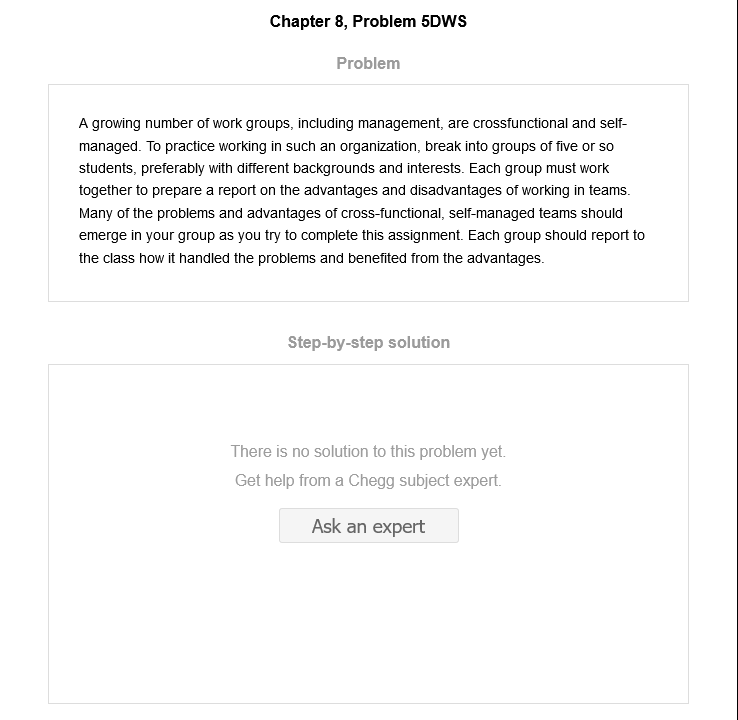 Chapter 8, Problem 5DWS
Problem
A growing number of work groups, including management, are crossfunctional and self-
managed. To practice working in such an organization, break into groups of five or so
students, preferably with different backgrounds and interests. Each group must work
together to prepare a report on the advantages and disadvantages of working in teams.
Many of the problems and advantages of cross-functional, self-managed teams should
emerge in your group as you try to complete this assignment. Each group should report to
the class how it handled the problems and benefited from the advantages.
Step-by-step solution
There is no solution to this problem yet.
Get help from a Chegg subject expert.
Ask an expert